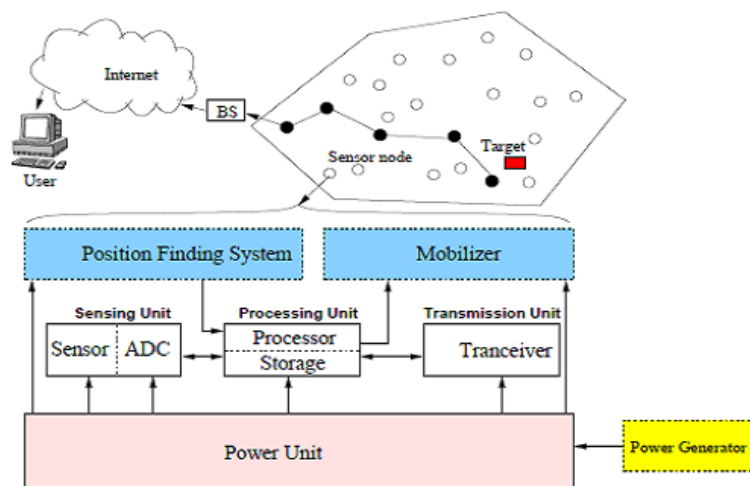 Internet
BS
User
Sensor node
Target
Position Finding System
Mobilizer
Sensing Unit
Processing Unit
Transmission Unit
Sensor
ADC
Processor
Storage
Tranceiver
Power Unit
Power Generator